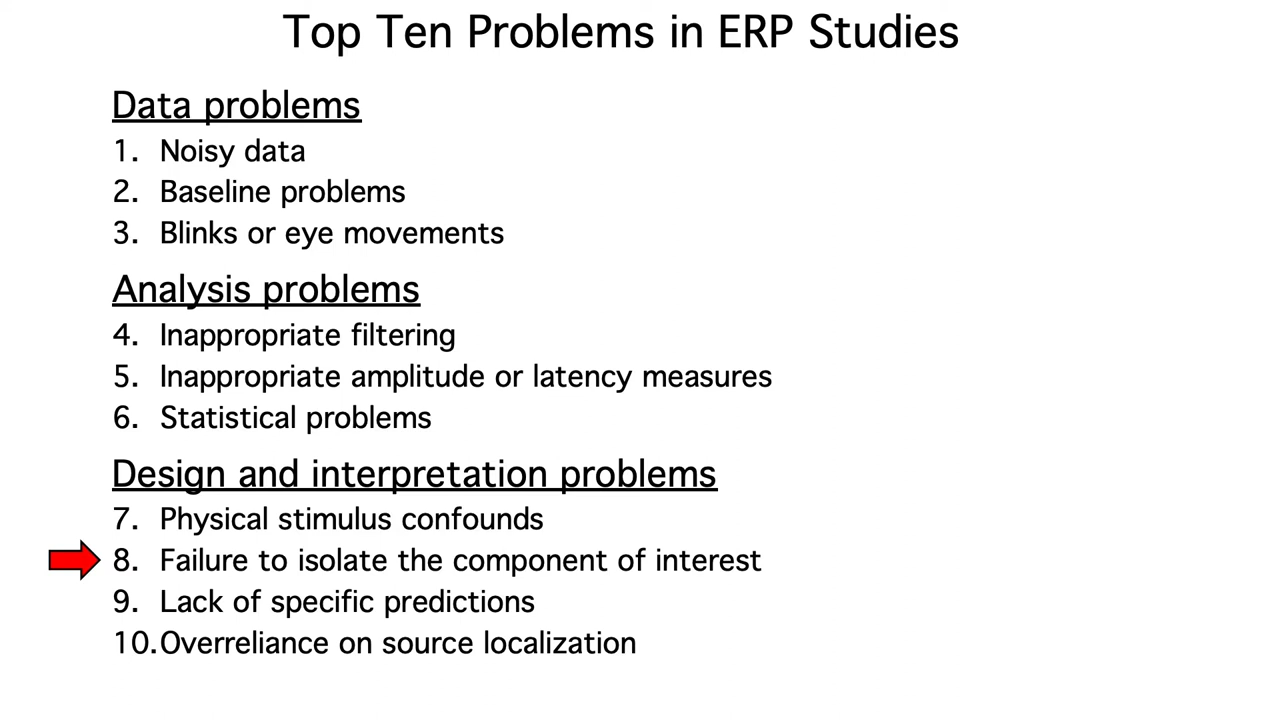 Top Ten Problems in ERP Studies
Data problems
1. Noisy data
2. Baseline problems
3. Blinks or eye movements
Analysis problems
4. Inappropriate filtering
5. Inappropriate amplitude or latency measures
6. Statistical problems
Design and interpretation problems
7. Physical stimulus confounds
8. Failure to isolate the component of interest
9. Lack of specific predictions
10. Overreliance on source localization